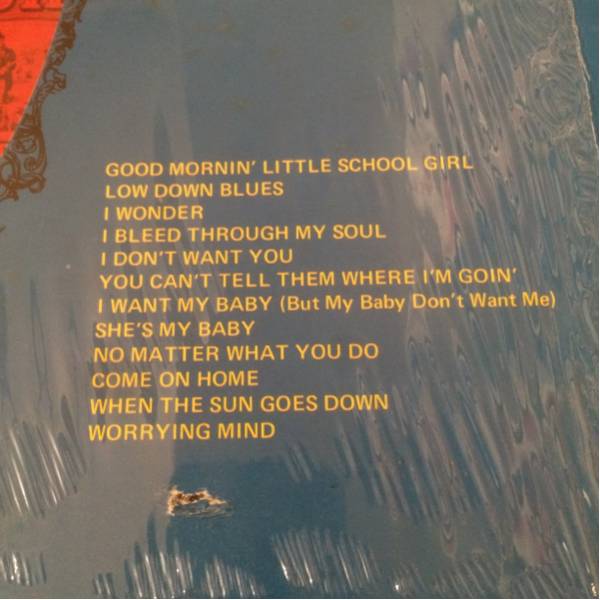 GOOD MORNIN' LITTLE SCHOOL GIRL
LOW DOWN BLUES
I WONDER
I BLEED THROUGH MY SOUL
I DON'T WANT YOU
YOU CAN'T TELL THEM WHERE I'M GOIN'
I WANT MY BABY (But My Baby Don't Want Me)
SHE'S MY BABY
NO MATTER WHAT YOU DO
COME ON HOME
WHEN THE SUN GOES DOWN
WORRYING MIND